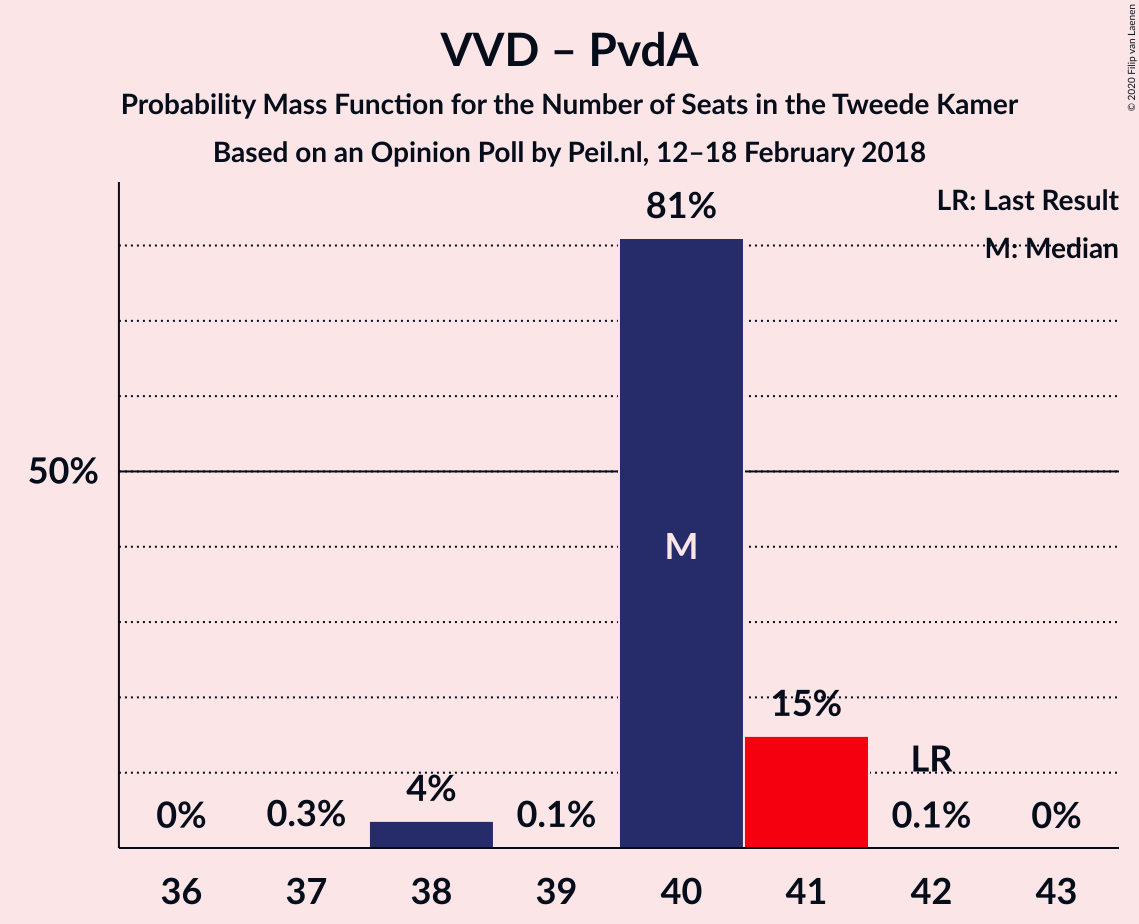 VVD – PvdA
Probability Mass Function for the Number of Seats in the Tweede Kamer
Based on an Opinion Poll by Peil.nl, 12–18 February 2018
© 2020 Filip van Laenen
LR: Last Result
M: Median
50%
0%
0.3%
4%
0.1%
81%
M
15%
LR
0.1%
0%
36 37 38 39 40 41 42 43